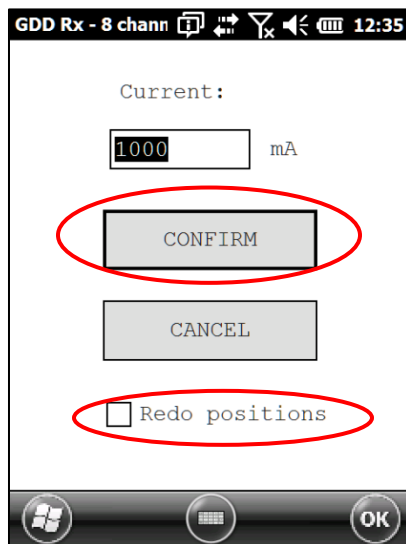 GDD Rx - 8 chann 12:35
Current:
1000 mA
CONFIRM
CANCEL
Redo positions
OK